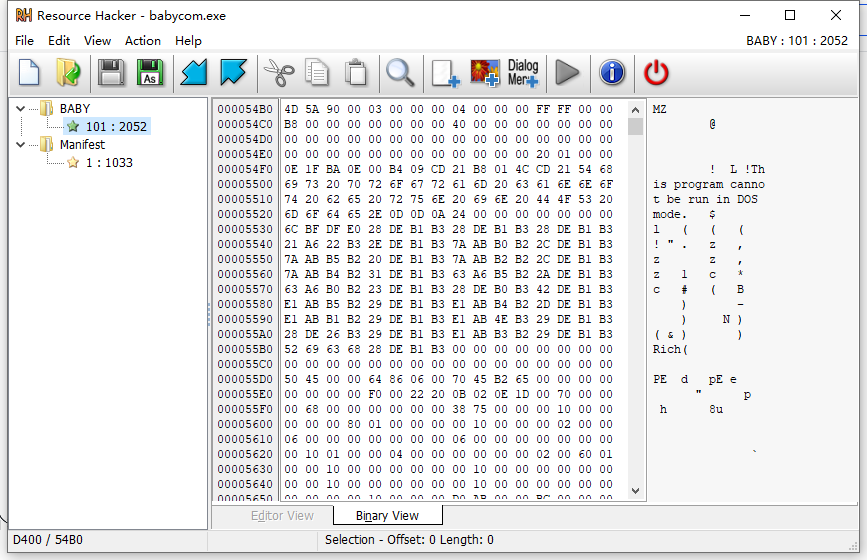 Resource Hacker - babycom.exe
File Edit View Action Help
BABY : 101 : 2052
As
Dialog
Menu
BABY
101 : 2052
Manifest
1 : 1033
000054B0 4D 5A 90 00 03 00 00 00 04 00 00 00 FF FF 00 00 MZ
000054C0 B8 00 00 00 00 00 00 00 40 00 00 00 00 00 00 00 @
000054D0 00 00 00 00 00 00 00 00 00 00 00 00 00 00 00 00
000054E0 00 00 00 00 00 00 00 00 00 00 00 00 20 01 00 00
000054F0 0E 1F BA 0E 00 B4 09 CD 21 B8 01 4C CD 21 54 68 ! L !Th
00005500 69 73 20 70 72 6F 67 72 61 6D 20 63 61 6E 6E 6F is program canno
00005510 74 20 62 65 20 72 75 6E 20 69 6E 20 44 4F 53 20 t be run in DOS
00005520 6D 6F 64 65 2E 0D 0D 0A 24 00 00 00 00 00 00 00 mode. $
00005530 6C BF DF E0 28 DE B1 B3 28 DE B1 B3 28 DE B1 B3 l ( ( (
00005540 21 A6 22 B3 2E DE B1 B3 7A AB B0 B2 2C DE B1 B3 ! " . z ,
00005550 7A AB B5 B2 20 DE B1 B3 7A AB B2 B2 2C DE B1 B3 z z ,
00005560 7A AB B4 B2 31 DE B1 B3 63 A6 B5 B2 2A DE B1 B3 z 1 c *
00005570 63 A6 B0 B2 23 DE B1 B3 28 DE B0 B3 42 DE B1 B3 c # ( B
00005580 E1 AB B5 B2 29 DE B1 B3 E1 AB B4 B2 2D DE B1 B3 ) -
00005590 E1 AB B1 B2 29 DE B1 B3 E1 AB 4E B3 29 DE B1 B3 ) N )
000055A0 28 DE 26 B3 29 DE B1 B3 E1 AB B3 B2 29 DE B1 B3 ( & ) )
000055B0 52 69 63 68 28 DE B1 B3 00 00 00 00 00 00 00 00 Rich(
000055C0 00 00 00 00 00 00 00 00 00 00 00 00 00 00 00 00
000055D0 50 45 00 00 64 86 06 00 70 45 B2 65 00 00 00 00 PE d pE e
000055E0 00 00 00 00 F0 00 22 20 0B 02 0E 1D 00 70 00 00 " p
000055F0 00 68 00 00 00 00 00 00 38 75 00 00 00 10 00 00 h 8u
00005600 00 00 00 80 01 00 00 00 00 10 00 00 00 02 00 00
00005610 06 00 00 00 00 00 00 00 06 00 00 00 00 00 00 00
00005620 00 10 01 00 00 04 00 00 00 00 00 00 02 00 60 01 `
00005630 00 00 10 00 00 00 00 00 00 10 00 00 00 00 00 00
00005640 00 00 10 00 00 00 00 00 00 10 00 00 00 00 00 00
00005650 00 00 00 00 10 00 00 00 D0 AB 00 00 BC 00 00 00
Editor View Binary View
D400 / 54B0 Selection - Offset: 0 Length: 0